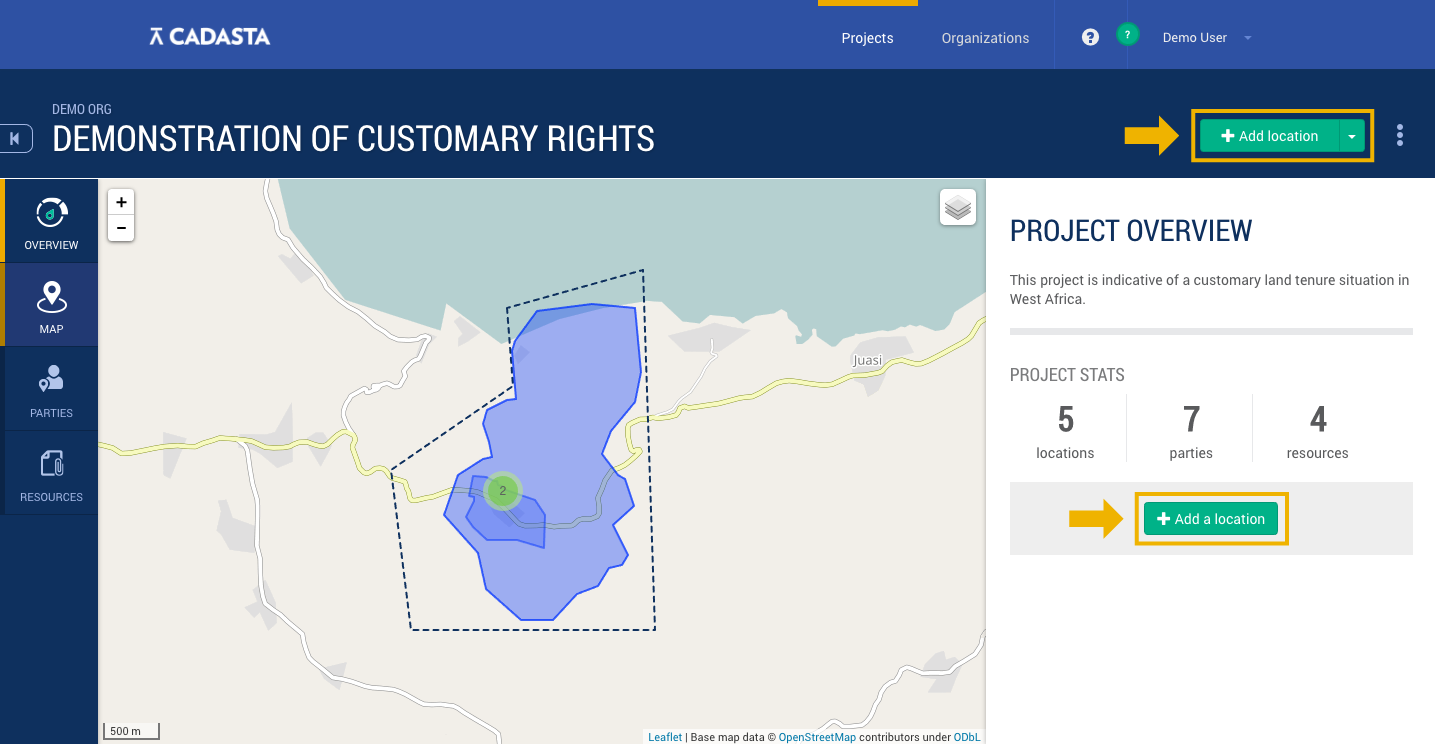 CADASTA
Projects
Organizations
?
?
Demo User
DEMO ORG
DEMONSTRATION OF CUSTOMARY RIGHTS
+ Add location
OVERVIEW
MAP
PARTIES
RESOURCES
+
−
Juasi
2
500 m
Leaflet | Base map data © OpenStreetMap contributors under ODbL
PROJECT OVERVIEW
This project is indicative of a customary land tenure situation in
West Africa.
PROJECT STATS
5 7 4
locations parties resources
+ Add a location